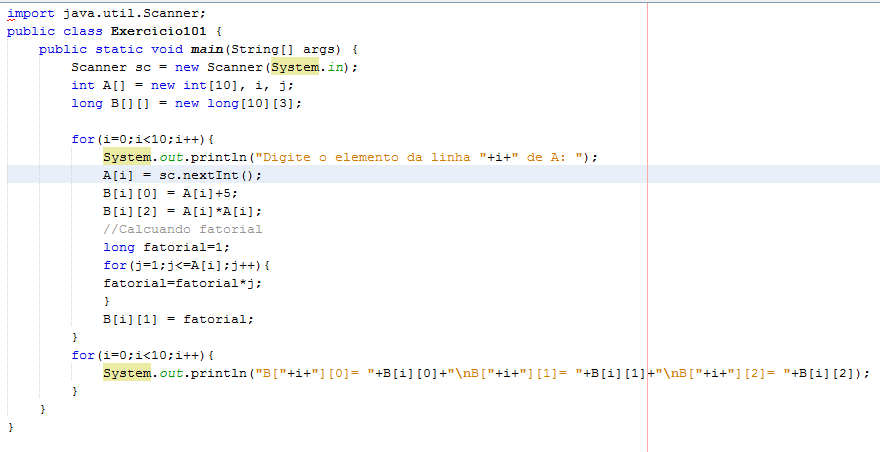 import java.util.Scanner;
public class Exercicio101 {
    public static void main(String[] args) {
        Scanner sc = new Scanner(System.in);
        int A[] = new int[10], i, j;
        long B[][] = new long[10][3];

        for(i=0;i<10;i++){
            System.out.println("Digite o elemento da linha "+i+" de A: ");
            A[i] = sc.nextInt();
            B[i][0] = A[i]+5;
            B[i][2] = A[i]*A[i];
            //Calcuando fatorial
            long fatorial=1;
            for(j=1;j<=A[i];j++){
            fatorial=fatorial*j;
            }
            B[i][1] = fatorial;
        }
        for(i=0;i<10;i++){
            System.out.println("B["+i+"][0]= "+B[i][0]+"\nB["+i+"][1]= "+B[i][1]+"\nB["+i+"][2]= "+B[i][2]);
        }
    }
}